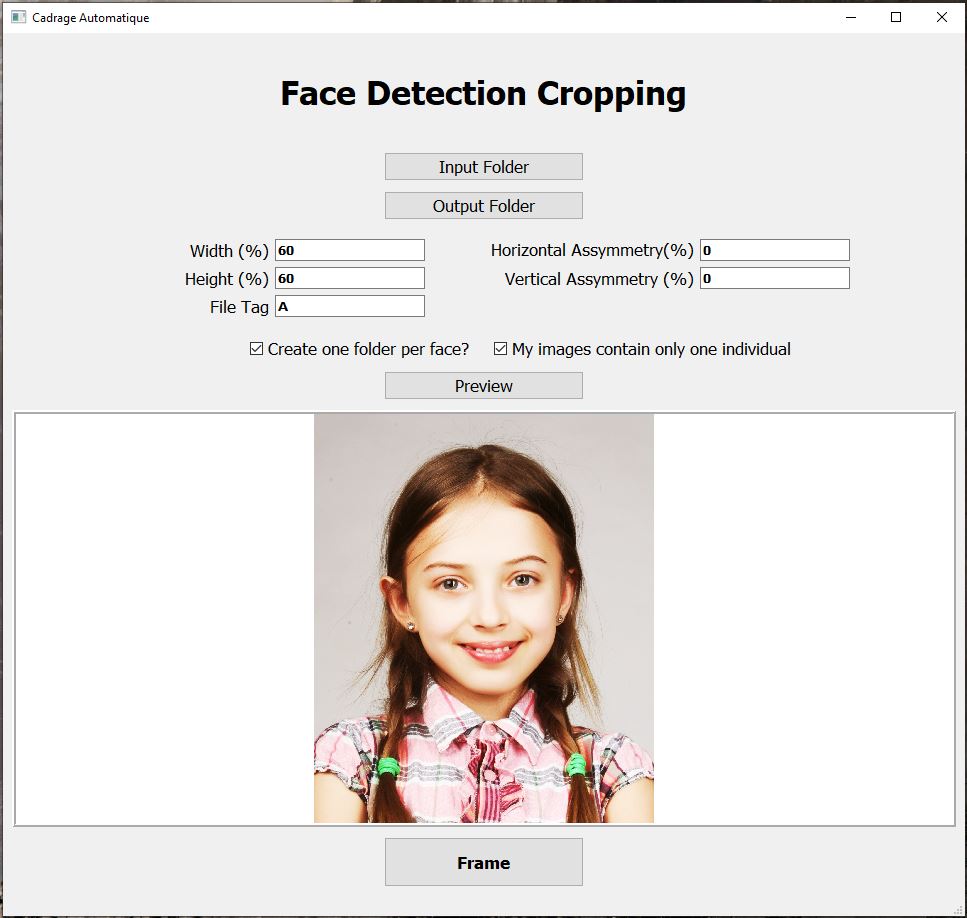 Cadrage Automatique
Face Detection Cropping
Input Folder
Output Folder
Width (%) 60 Horizontal Assymmetry(%) 0
Height (%) 60 Vertical Assymmetry (%) 0
File Tag A
Create one folder per face? My images contain only one individual
Preview
Frame